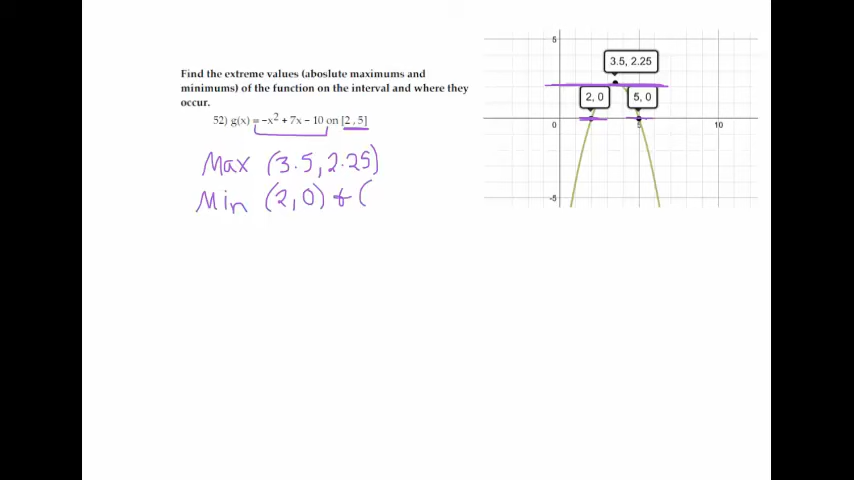 Find the extreme values (aboslute maximums and
minimums) of the function on the interval and where they
occur.
52) g(x) = −x² + 7x − 10 on [2 , 5]
Max (3.5, 2.25)
Min (2, 0) + (
5
3.5, 2.25
2, 0
5, 0
0
5
10
-5